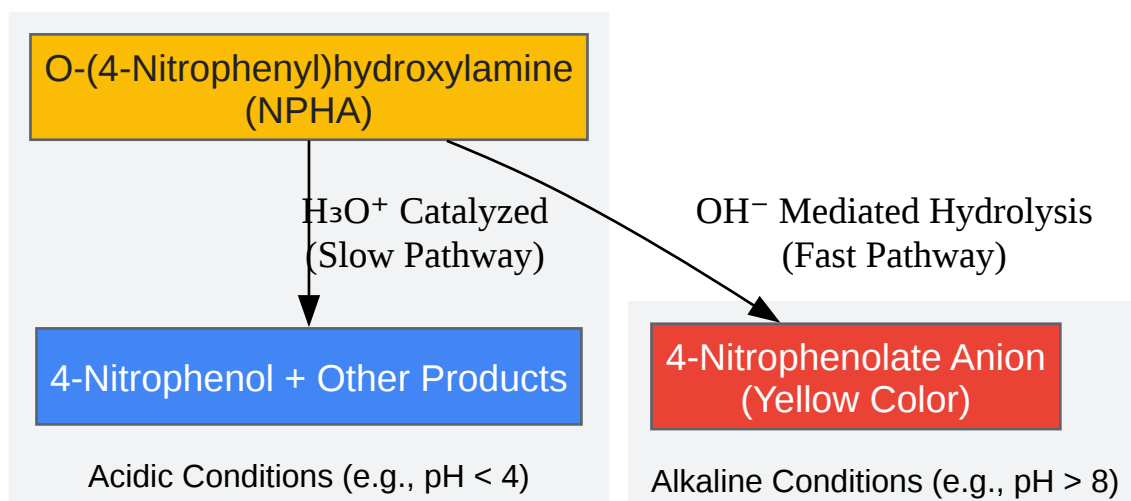 O-(4-Nitrophenyl)hydroxylamine
(NPHA)
H₃O⁺ Catalyzed
(Slow Pathway)
OH⁻ Mediated Hydrolysis
(Fast Pathway)
4-Nitrophenol + Other Products
4-Nitrophenolate Anion
(Yellow Color)
Acidic Conditions (e.g., pH < 4)
Alkaline Conditions (e.g., pH > 8)